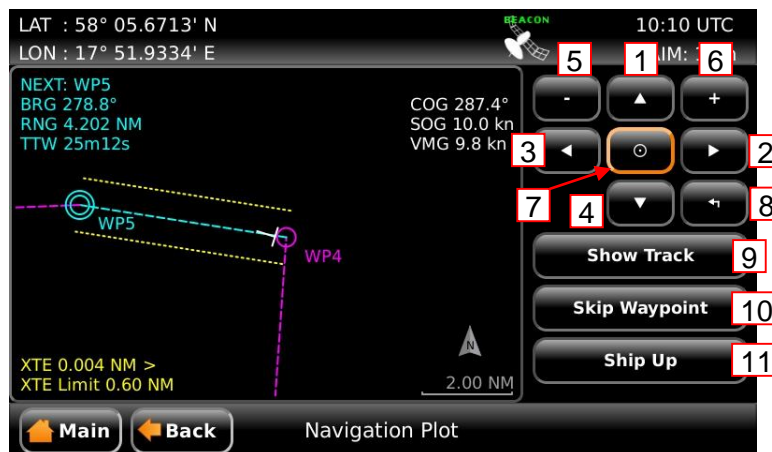 LAT : 58° 05.6713' N
LON : 17° 51.9334' E
BEACON
10:10 UTC
NEXT: WP5
BRG 278.8°
RNG 4.202 NM
TTW 25m12s
COG 287.4°
SOG 10.0 kn
VMG 9.8 kn
WP5
WP4
XTE 0.004 NM >
XTE Limit 0.60 NM
N
2.00 NM
5
1
6
- +
3
2
7
4
8
Show Track 9
Skip Waypoint 10
Ship Up 11
Main
Back
Navigation Plot